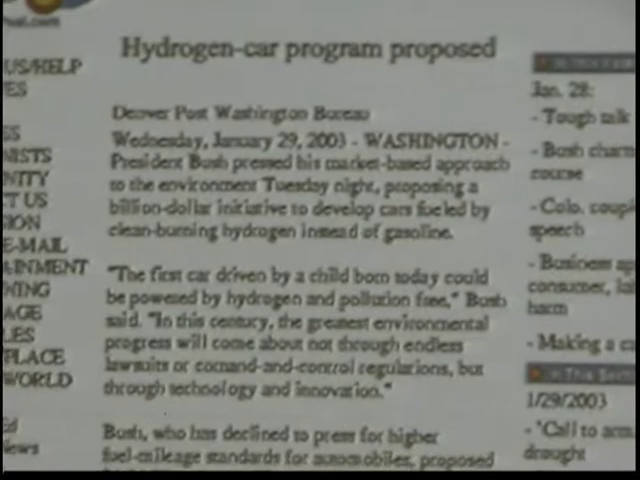 Hydrogen-car program proposed
Denver Post Washington Bureau
Wednesday, January 29, 2003 - WASHINGTON -
President Bush pressed his market-based approach
to the environment Tuesday night, proposing a
billion-dollar initiative to develop cars fueled by
clean-burning hydrogen instead of gasoline.
"The first car driven by a child born today could
be powered by hydrogen and pollution free," Bush
said. "In this century, the greatest environmental
progress will come about not through endless
lawsuits or comand-and-control regulations, but
through technology and innovation."
Bush, who has declined to press for higher
fuel-mileage standards for automobiles, proposed
US/HELP
ES
ES
NISTS
NITY
CT US
SION
E-MAIL
AINMENT
NING
AGE
LES
PLACE
WORLD
Ed
News
Jan. 28:
- Tough talk
- Bush
course
- Colo.
speech
- Business
consumer,
harm
- Making a
1/29/2003
- 'Call to
drought